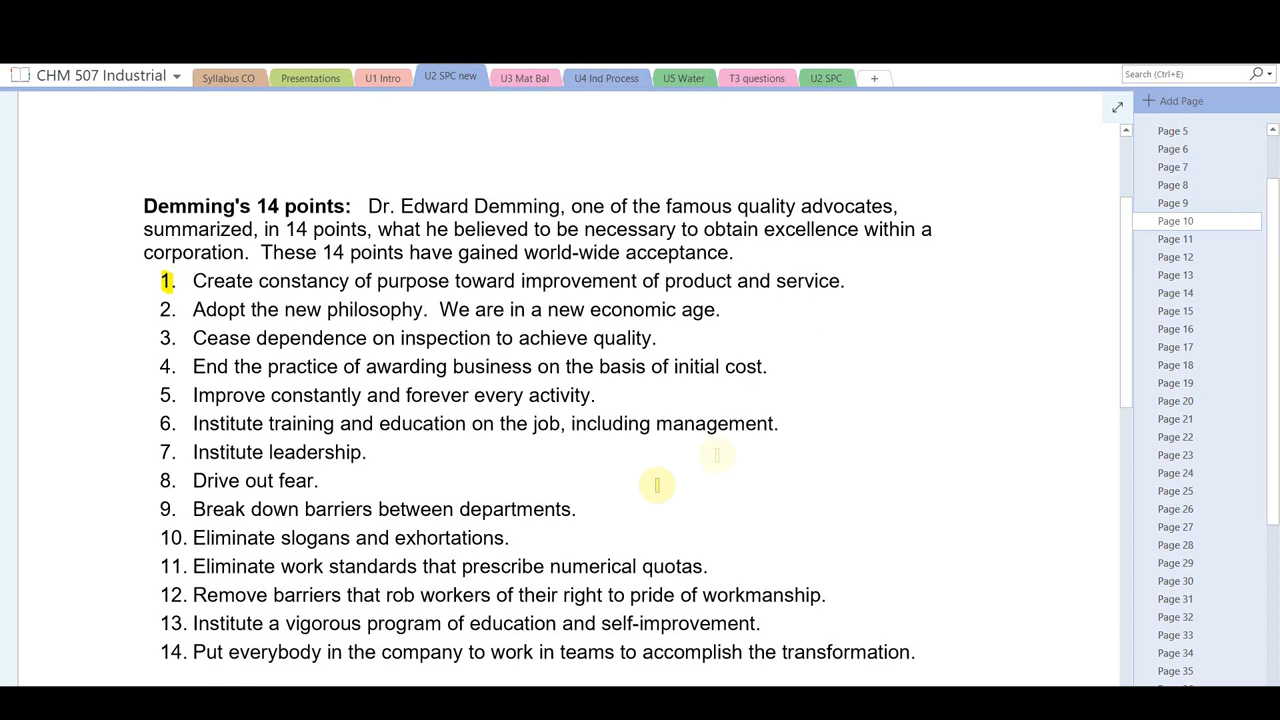 CHM 507 Industrial
Syllabus CO
Presentations
U1 Intro
U2 SPC new
U3 Mat Bal
U4 Ind Process
U5 Water
T3 questions
U2 SPC
Search (Ctrl+E)
Add Page
Demming's 14 points: Dr. Edward Demming, one of the famous quality advocates,
summarized, in 14 points, what he believed to be necessary to obtain excellence within a
corporation. These 14 points have gained world-wide acceptance.
1. Create constancy of purpose toward improvement of product and service.
2. Adopt the new philosophy. We are in a new economic age.
3. Cease dependence on inspection to achieve quality.
4. End the practice of awarding business on the basis of initial cost.
5. Improve constantly and forever every activity.
6. Institute training and education on the job, including management.
7. Institute leadership.
8. Drive out fear.
9. Break down barriers between departments.
10. Eliminate slogans and exhortations.
11. Eliminate work standards that prescribe numerical quotas.
12. Remove barriers that rob workers of their right to pride of workmanship.
13. Institute a vigorous program of education and self-improvement.
14. Put everybody in the company to work in teams to accomplish the transformation.
Page 5
Page 6
Page 7
Page 8
Page 9
Page 10
Page 11
Page 12
Page 13
Page 14
Page 15
Page 16
Page 17
Page 18
Page 19
Page 20
Page 21
Page 22
Page 23
Page 24
Page 25
Page 26
Page 27
Page 28
Page 29
Page 30
Page 31
Page 32
Page 33
Page 34
Page 35